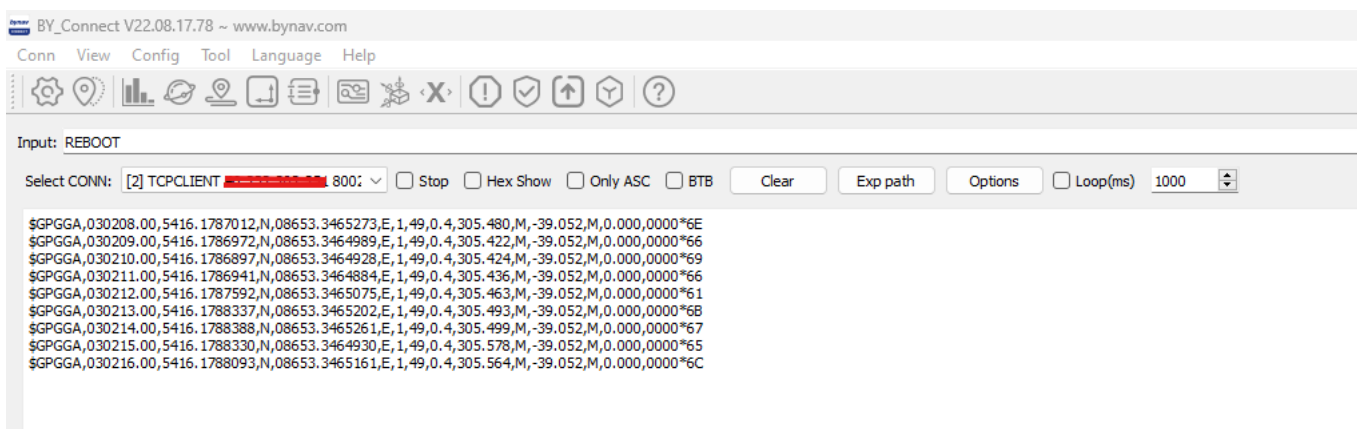 bynav BY_Connect V22.08.17.78 ~ www.bynav.com
Conn View Config Tool Language Help
Input: REBOOT
Select CONN: [2] TCPCLIENT 8002 Stop Hex Show Only ASC BTB Clear Exp path Options Loop(ms) 1000
$GPGGA,030208.00,5416.1787012,N,08653.3465273,E,1,49,0.4,305.480,M,-39.052,M,0.000,0000*6E
$GPGGA,030209.00,5416.1786972,N,08653.3464989,E,1,49,0.4,305.422,M,-39.052,M,0.000,0000*66
$GPGGA,030210.00,5416.1786897,N,08653.3464928,E,1,49,0.4,305.424,M,-39.052,M,0.000,0000*69
$GPGGA,030211.00,5416.1786941,N,08653.3464884,E,1,49,0.4,305.436,M,-39.052,M,0.000,0000*66
$GPGGA,030212.00,5416.1787592,N,08653.3465075,E,1,49,0.4,305.463,M,-39.052,M,0.000,0000*61
$GPGGA,030213.00,5416.1788337,N,08653.3465202,E,1,49,0.4,305.493,M,-39.052,M,0.000,0000*6B
$GPGGA,030214.00,5416.1788388,N,08653.3465261,E,1,49,0.4,305.499,M,-39.052,M,0.000,0000*67
$GPGGA,030215.00,5416.1788330,N,08653.3464930,E,1,49,0.4,305.578,M,-39.052,M,0.000,0000*65
$GPGGA,030216.00,5416.1788093,N,08653.3465161,E,1,49,0.4,305.564,M,-39.052,M,0.000,0000*6C